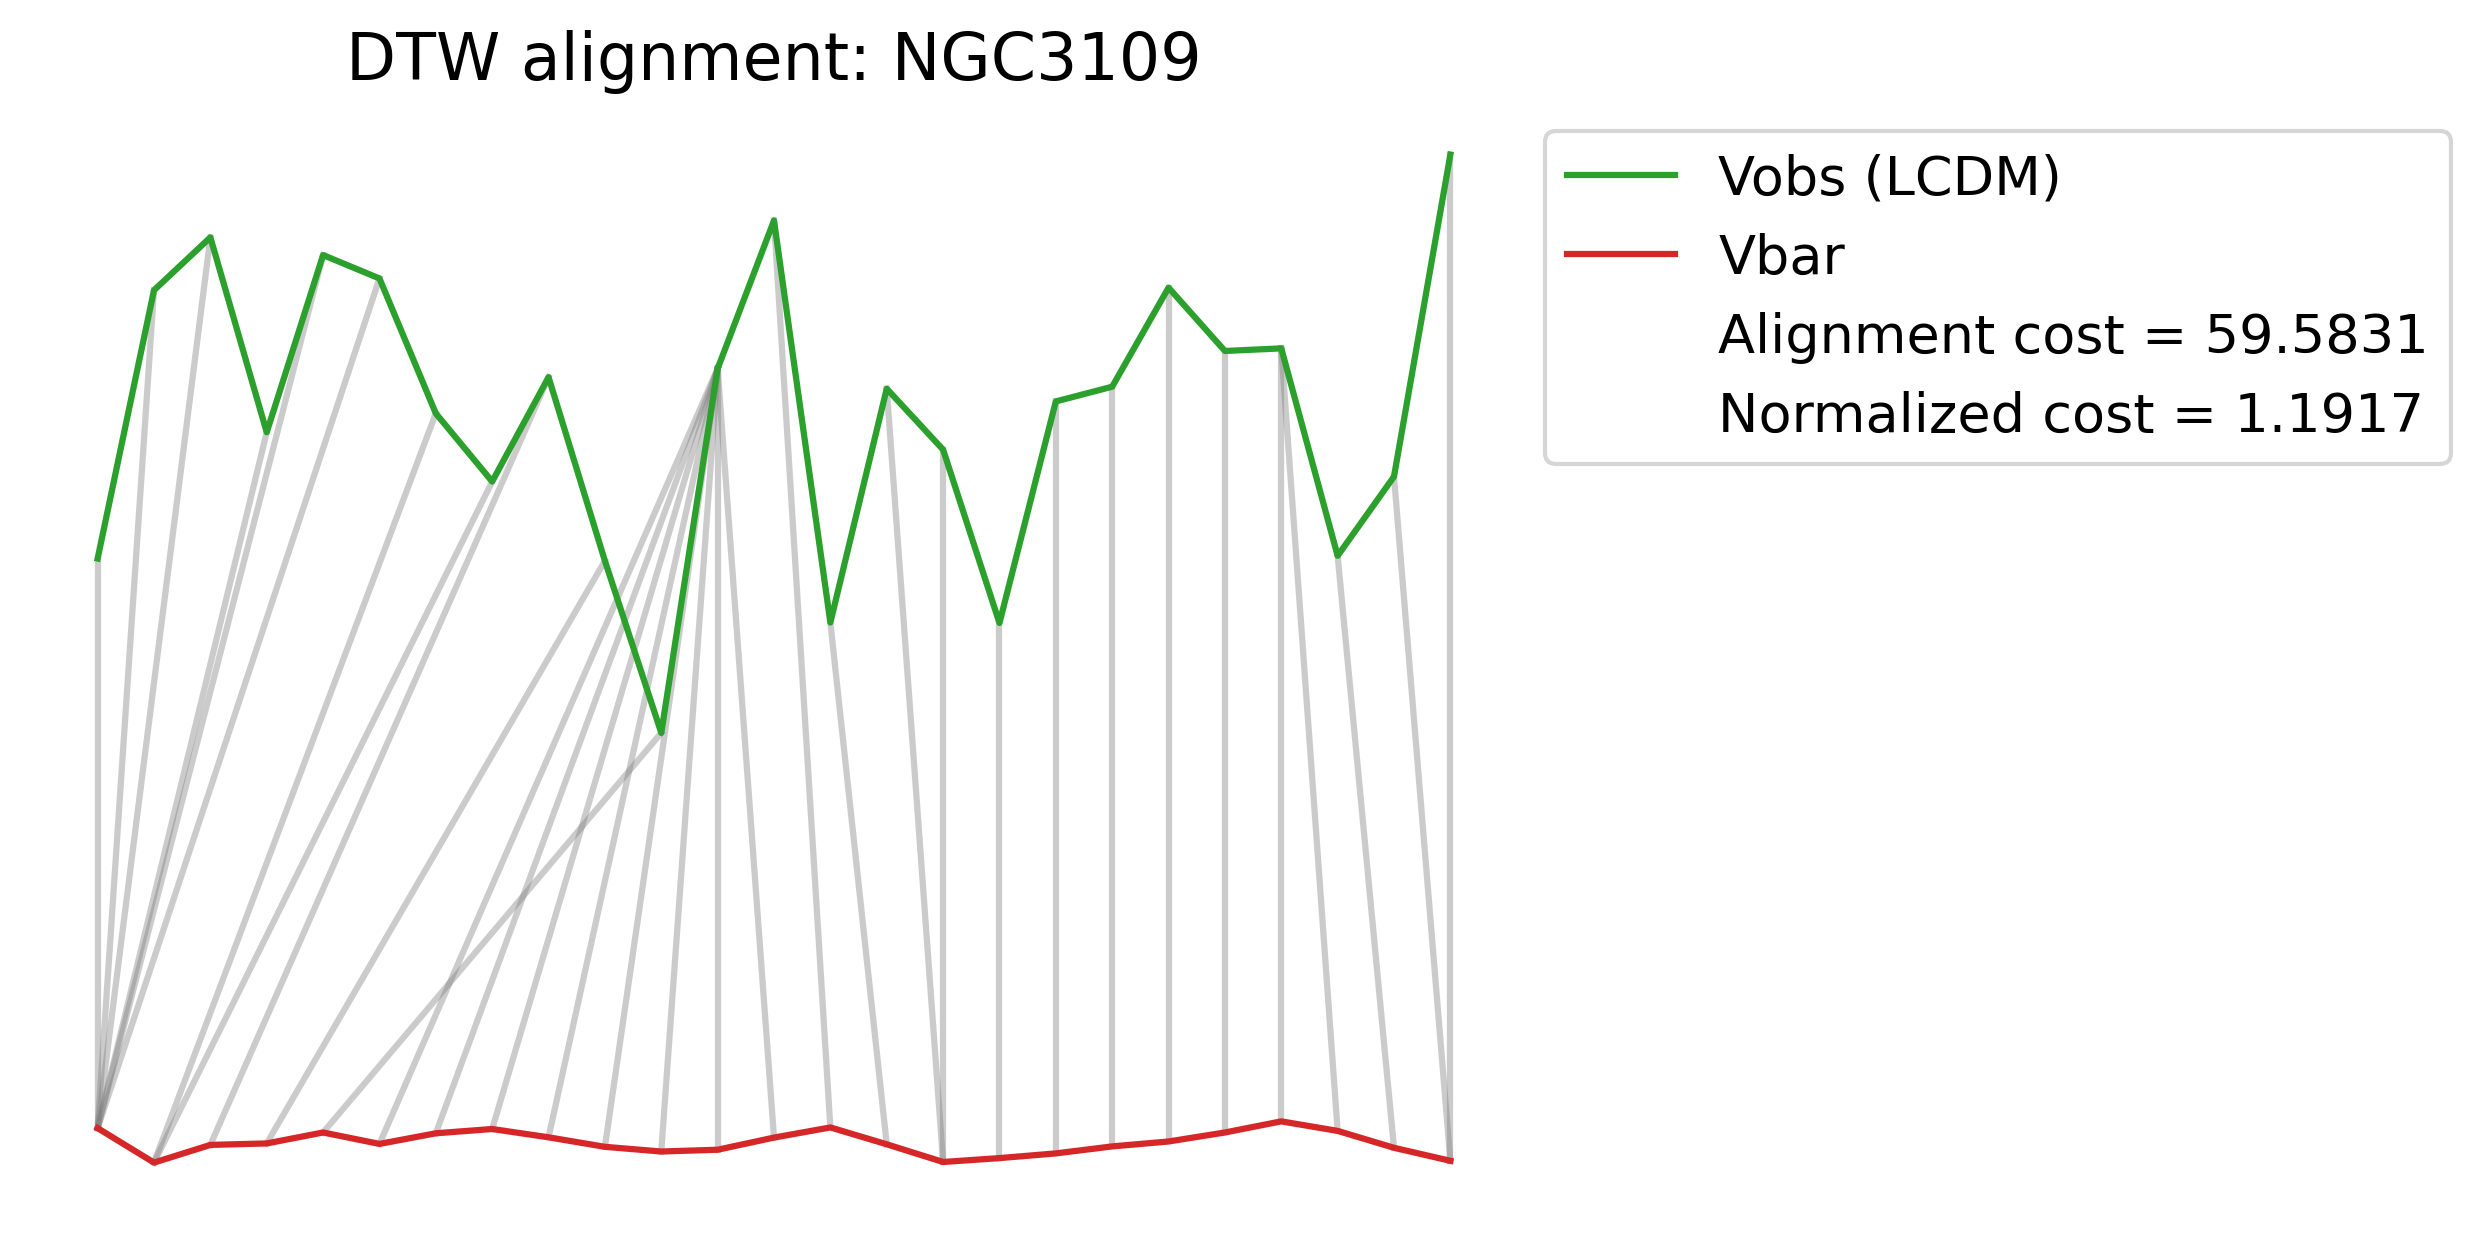 DTW alignment: NGC3109
Vobs (LCDM)
Vbar
Alignment cost = 59.5831
Normalized cost = 1.1917